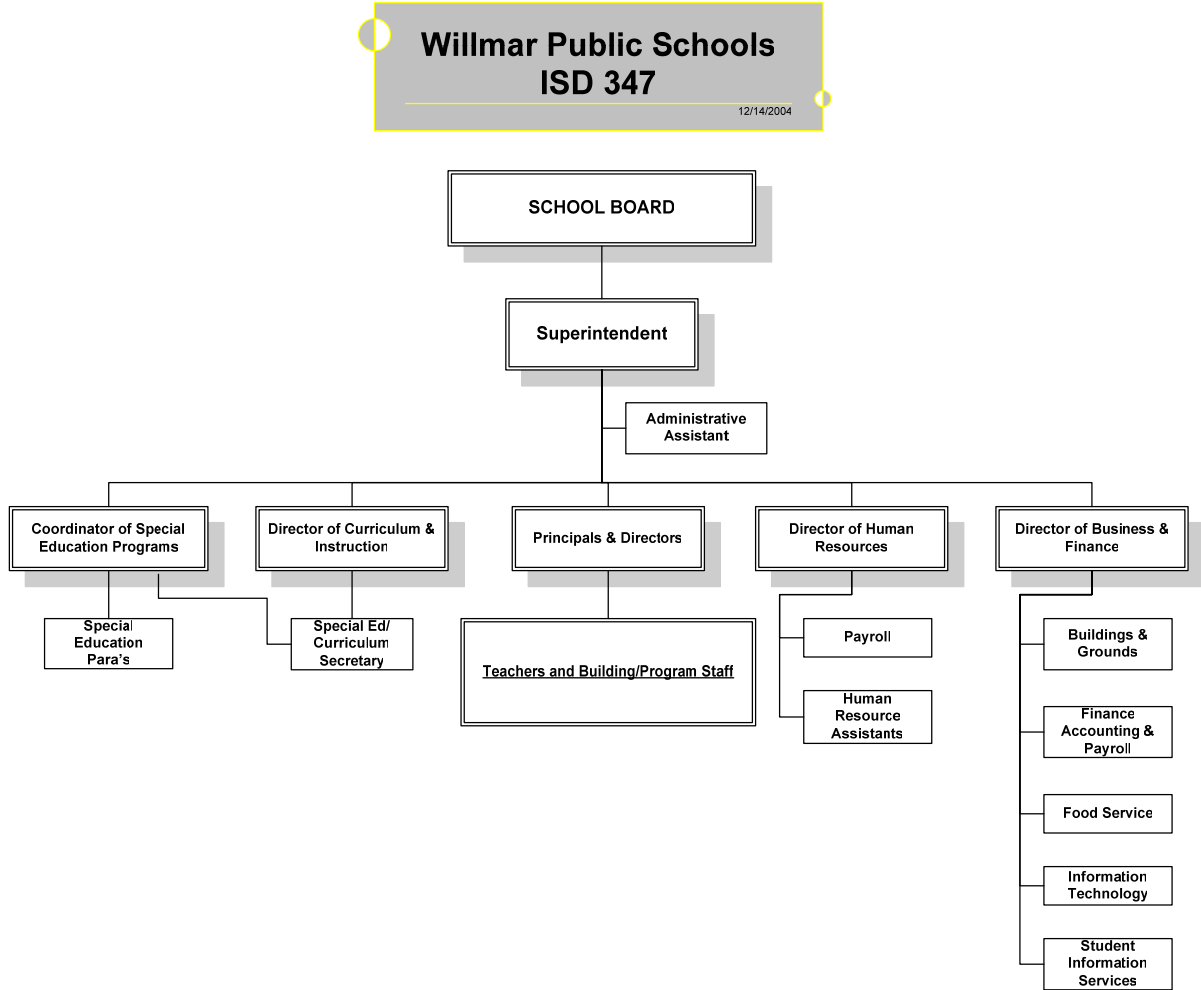 Willmar Public Schools
ISD 347
12/14/2004
SCHOOL BOARD
Superintendent
Administrative
Assistant
Coordinator of Special
Education Programs
Director of Curriculum &
Instruction
Principals & Directors
Director of Human
Resources
Director of Business &
Finance
Special
Education
Para's
Special Ed/
Curriculum
Secretary
Teachers and Building/Program Staff
Payroll
Human
Resource
Assistants
Buildings &
Grounds
Finance
Accounting &
Payroll
Food Service
Information
Technology
Student
Information
Services